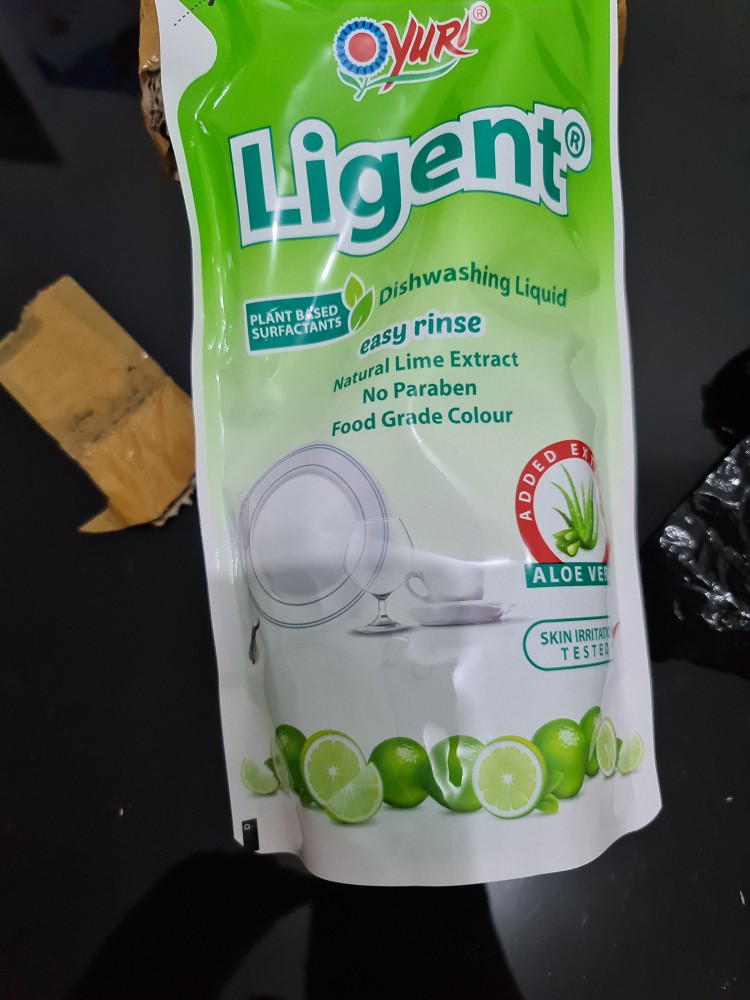 YURI®
Ligent®
PLANT BASED
SURFACTANTS
Dishwashing Liquid
easy rinse
Natural Lime Extract
No Paraben
Food Grade Colour
ADDED
ALOE
SKIN
TESTED